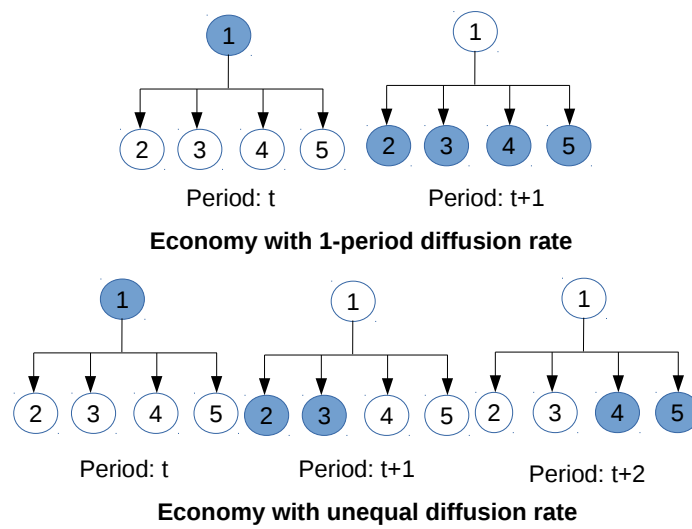 1 1
2 3 4 5 2 3 4 5
Period: t Period: t+1
Economy with 1-period diffusion rate
1 1 1
2 3 4 5 2 3 4 5 2 3 4 5
Period: t Period: t+1 Period: t+2
Economy with unequal diffusion rate